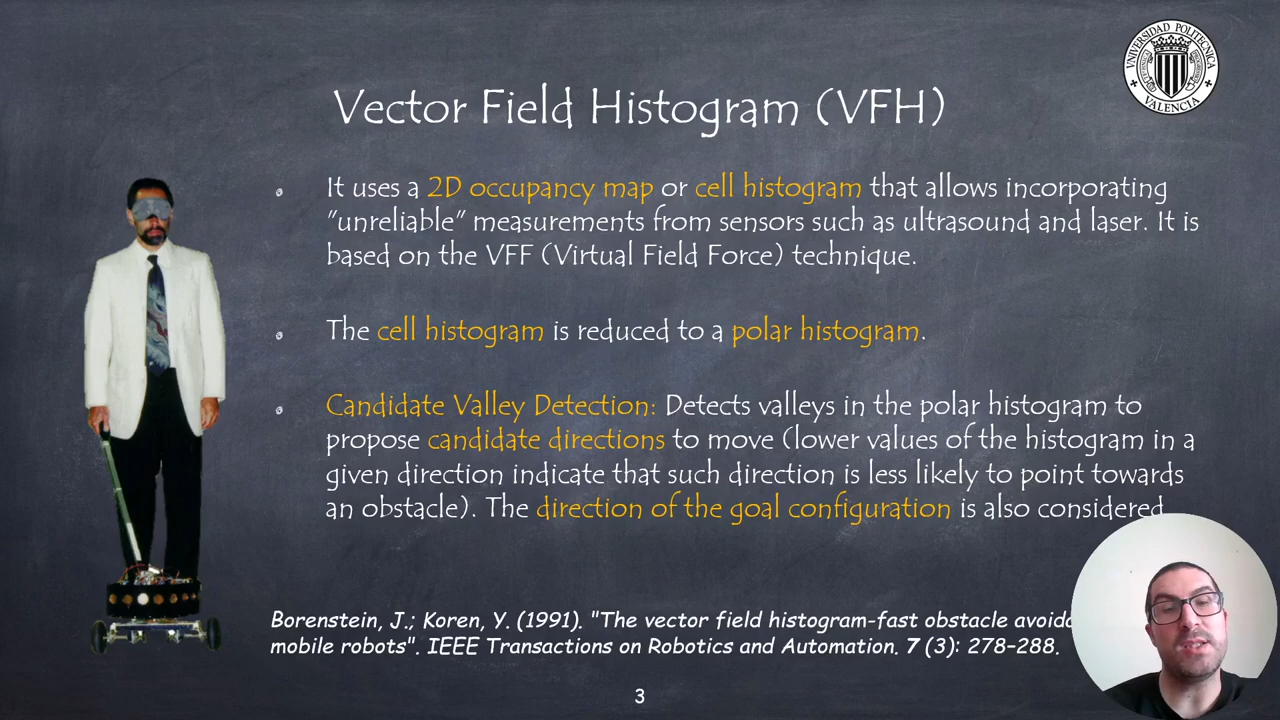 UNIVERSIDAD POLITECNICA
VALENCIA
Vector Field Histogram (VFH)
It uses a 2D occupancy map or cell histogram that allows incorporating
"unreliable" measurements from sensors such as ultrasound and laser. It is
based on the VFF (Virtual Field Force) technique.
The cell histogram is reduced to a polar histogram.
Candidate Valley Detection: Detects valleys in the polar histogram to
propose candidate directions to move (lower values of the histogram in a
given direction indicate that such direction is less likely to point towards
an obstacle). The direction of the goal configuration is also considered
Borenstein, J.; Koren, Y. (1991). "The vector field histogram-fast obstacle
mobile robots". IEEE Transactions on Robotics and Automation. 7 (3): 278–288.
3